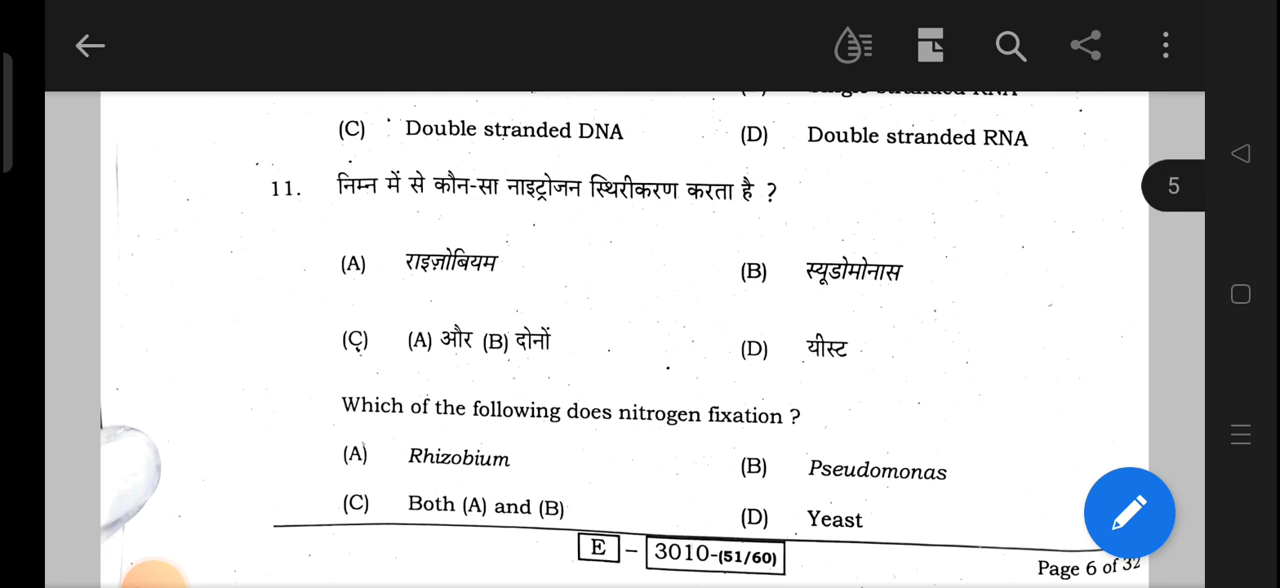 (C) Double stranded DNA (D) Double stranded RNA
11. निम्न में से कौन-सा नाइट्रोजन स्थिरीकरण करता है ?
5
(A) राइज़ोबियम (B) स्यूडोमोनास
(C) (A) और (B) दोनों (D) यीस्ट
Which of the following does nitrogen fixation ?
(A) Rhizobium (B) Pseudomonas
(C) Both (A) and (B) (D) Yeast
E – 3010-(51/60)
Page 6 of 32